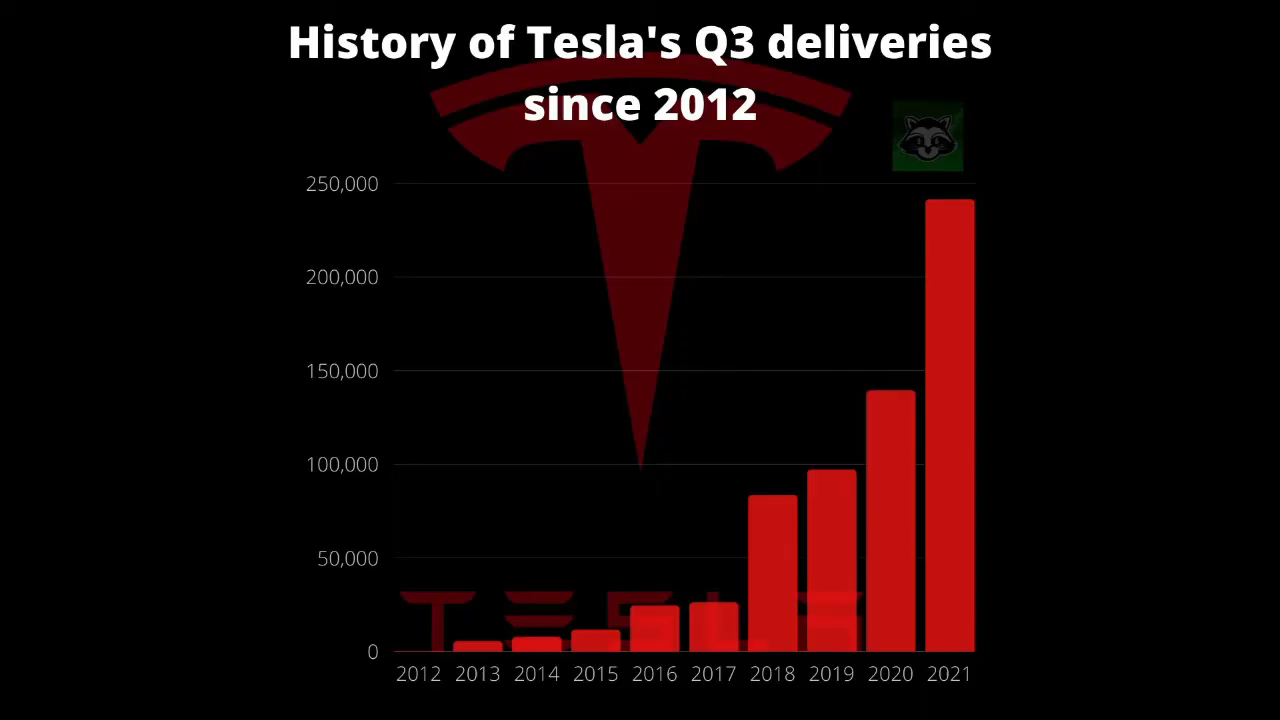 History of Tesla's Q3 deliveries
since 2012
250,000
200,000
150,000
100,000
50,000
0
TESLA
2012 2013 2014 2015 2016 2017 2018 2019 2020 2021